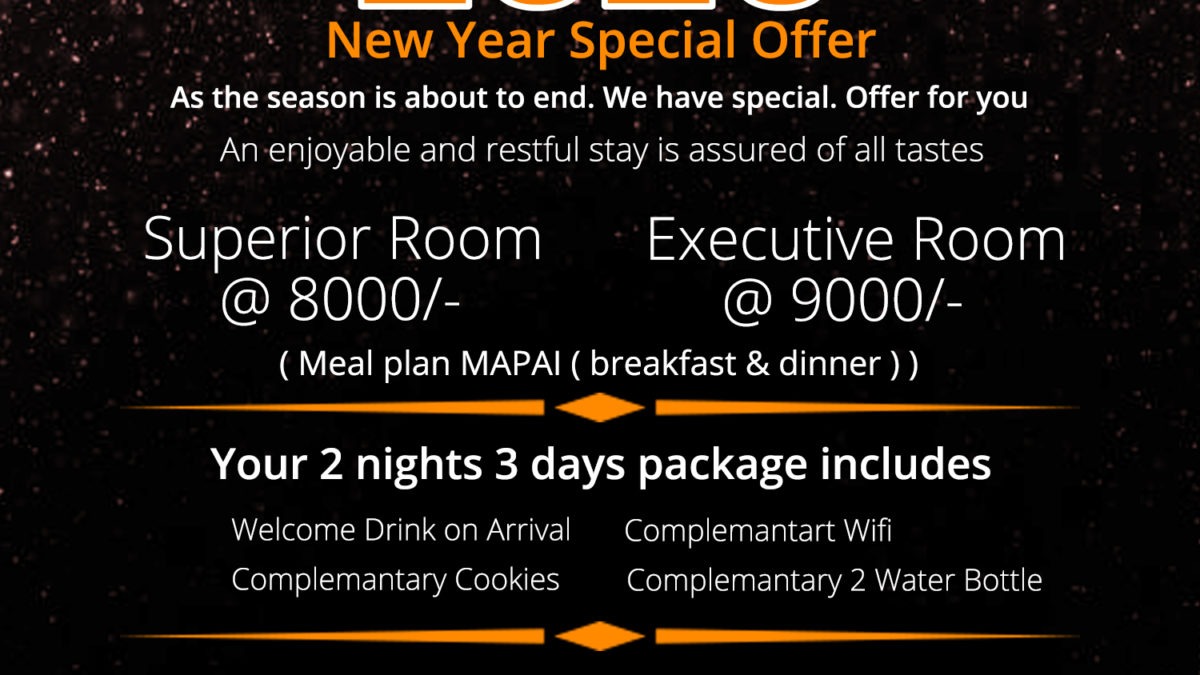 New Year Special Offer
As the season is about to end. We have special. Offer for you
An enjoyable and restful stay is assured of all tastes
Superior Room
@ 8000/-
Executive Room
@ 9000/-
( Meal plan MAPAI ( breakfast & dinner ) )
Your 2 nights 3 days package includes
Welcome Drink on Arrival
Complemantart Wifi
Complemantary Cookies
Complemantary 2 Water Bottle